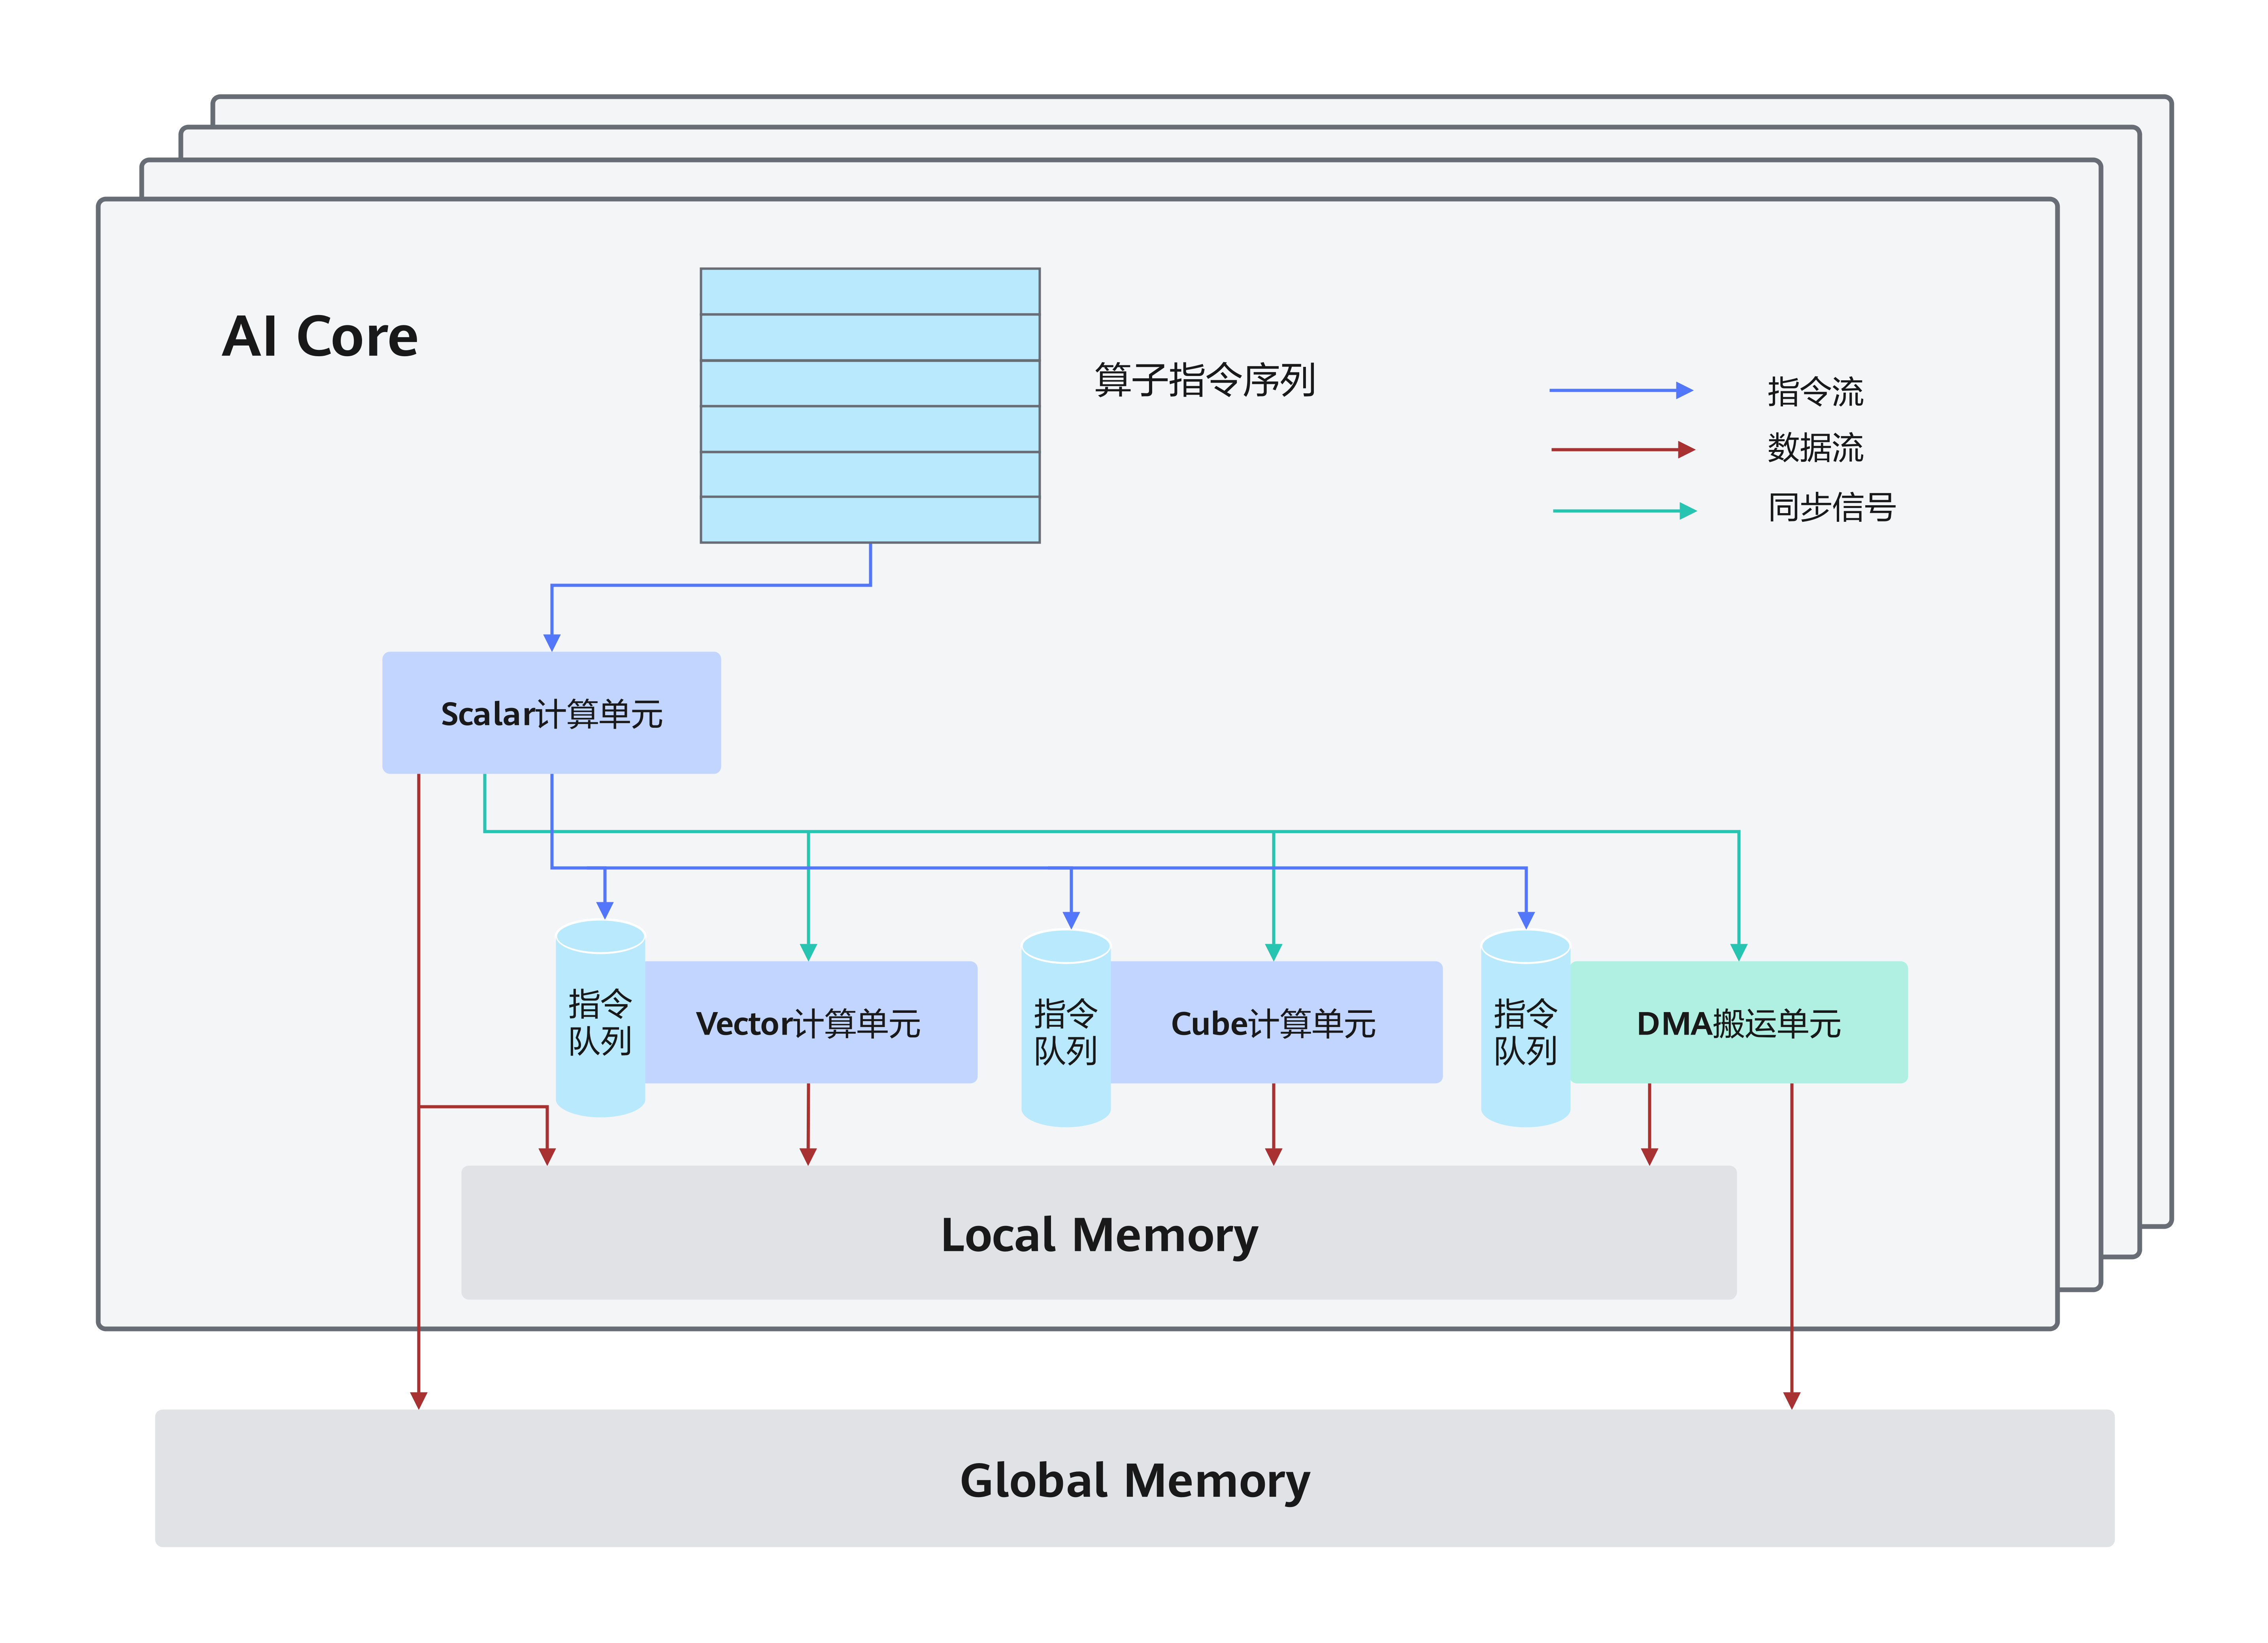 AI Core
算子指令序列
指令流
数据流
同步信号
Scalar计算单元
指令
队列
Vector计算单元
指令
队列
Cube计算单元
指令
队列
DMA搬运单元
Local Memory
Global Memory